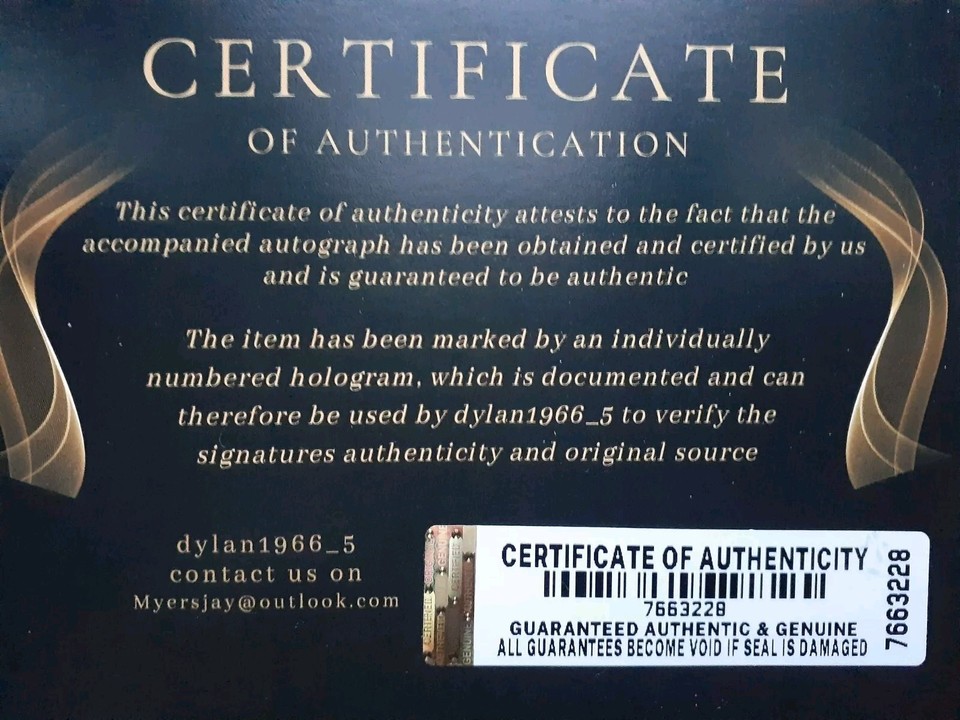 CERTIFICATE
OF AUTHENTICATION
This certificate of authenticity attests to the fact that the
accompanied autograph has been obtained and certified by us
and is guaranteed to be authentic
The item has been marked by an individually
numbered hologram, which is documented and can
therefore be used by dylan1966_5 to verify the
signatures authenticity and original source
dylan1966_5
contact us on
Myersjay@outlook.com
CERTIFICATE OF AUTHENTICITY
7663228
GUARANTEED AUTHENTIC & GENUINE
ALL GUARANTEES BECOME VOID IF SEAL IS DAMAGED
7663228